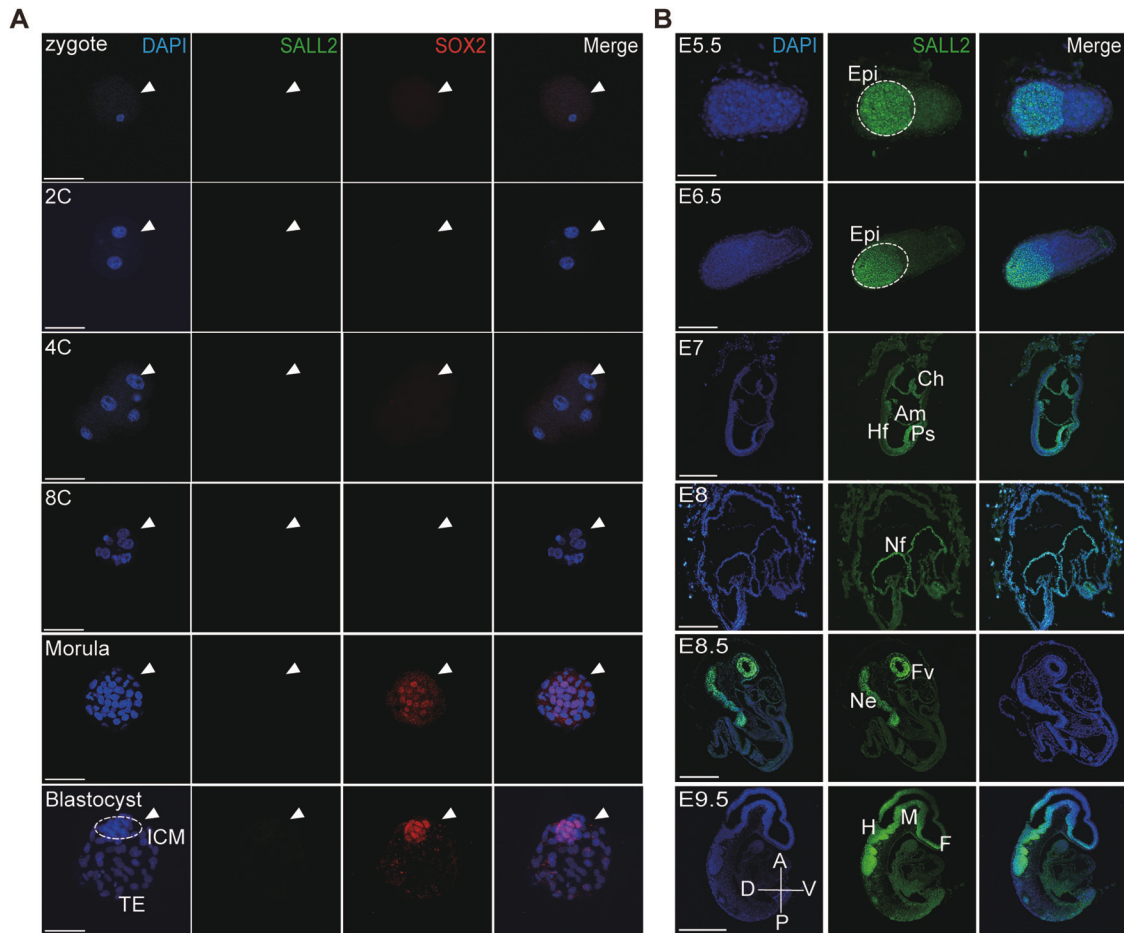 A
zygote DAPI SALL2 SOX2 Merge
2C
4C
8C
Morula
Blastocyst
ICM
TE
B
E5.5 DAPI SALL2 Merge
Epi
E6.5
Epi
E7
Ch
Am
Hf Ps
E8
Nf
E8.5
Fv
Ne
E9.5
M
H F
A
D V
P